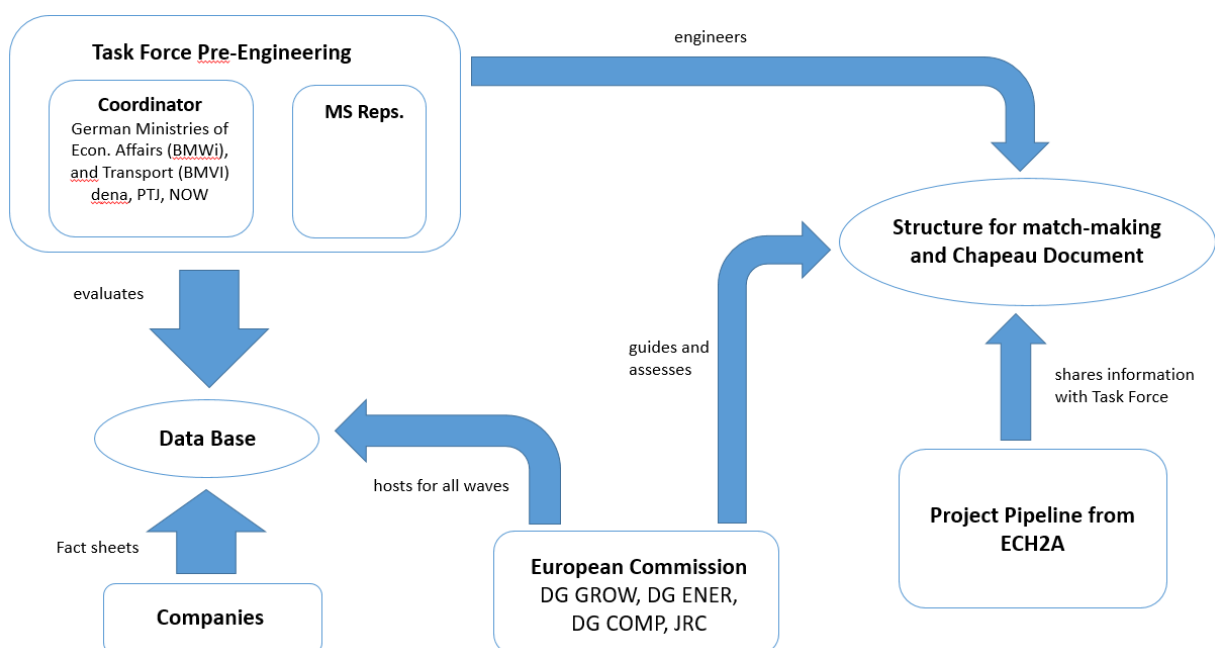 Task Force Pre-Engineering
Coordinator
German Ministries of
Econ. Affairs (BMWi),
and Transport (BMVI)
dena, PTJ, NOW
MS Reps.
engineers
Structure for match-making
and Chapeau Document
evaluates
guides and
assesses
shares information
with Task Force
Data Base
hosts for all waves
Project Pipeline from
ECH2A
Fact sheets
European Commission
DG GROW, DG ENER,
DG COMP, JRC
Companies